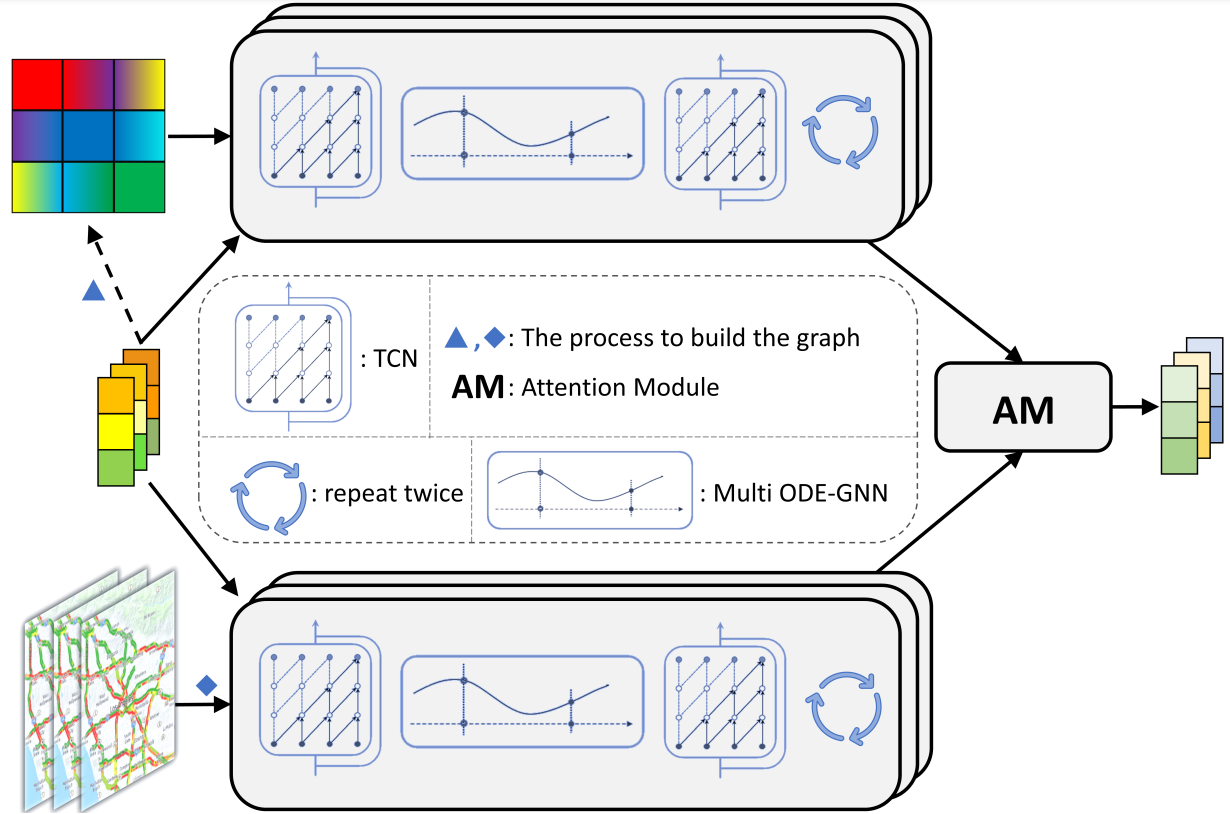 : TCN
, : The process to build the graph
AM : Attention Module
: repeat twice
: Multi ODE-GNN
AM